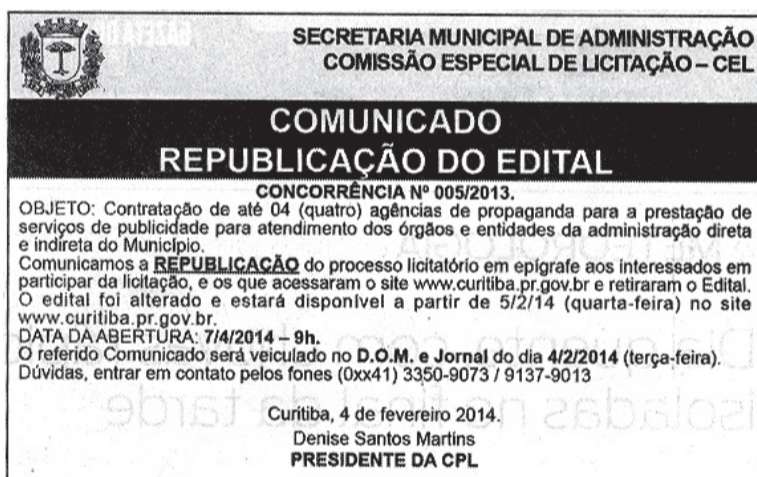 SECRETARIA MUNICIPAL DE ADMINISTRAÇÃO
COMISSÃO ESPECIAL DE LICITAÇÃO – CEL
COMUNICADO
REPUBLICAÇÃO DO EDITAL
CONCORRÊNCIA Nº 005/2013.
OBJETO: Contratação de até 04 (quatro) agências de propaganda para a prestação de
serviços de publicidade para atendimento dos órgãos e entidades da administração direta
e indireta do Município.
Comunicamos a REPUBLICAÇÃO do processo licitatório em epígrafe aos interessados em
participar da licitação, e os que acessaram o site www.curitiba.pr.gov.br e retiraram o Edital.
O edital foi alterado e estará disponível a partir de 5/2/14 (quarta-feira) no site
www.curitiba.pr.gov.br.
DATA DA ABERTURA: 7/4/2014 – 9h.
O referido Comunicado será veiculado no D.O.M. e Jornal do dia 4/2/2014 (terça-feira).
Dúvidas, entrar em contato pelos fones (0xx41) 3350-9073 / 9137-9013
Curitiba, 4 de fevereiro 2014.
Denise Santos Martins
PRESIDENTE DA CPL